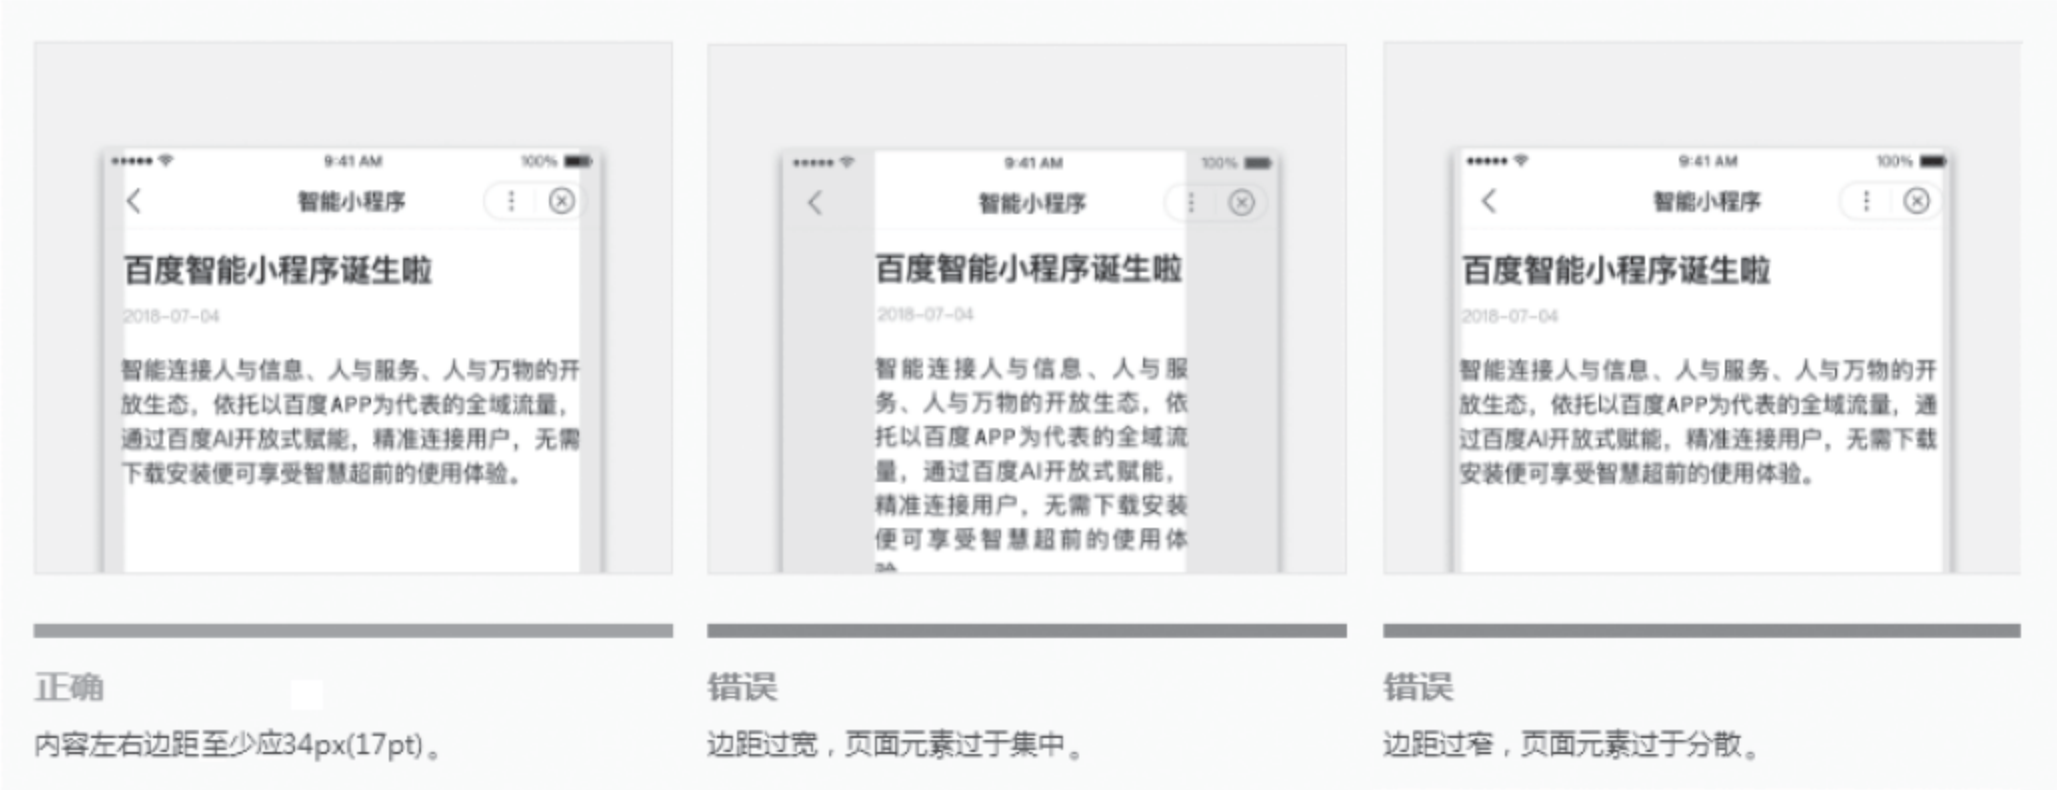 9:41 AM 100%
智能小程序
百度智能小程序诞生啦
2018-07-04
智能连接人与信息、人与服务、人与万物的开
放生态，依托以百度APP为代表的全域流量，
通过百度AI开放式赋能，精准连接用户，无需
下载安装便可享受智慧超前的使用体验。
正确
内容左右边距至少应34px(17pt)。
9:41 AM 100%
智能小程序
百度智能小程序诞生啦
2018-07-04
智能连接人与信息、人与服
务、人与万物的开放生态，依
托以百度APP为代表的全域流
量，通过百度AI开放式赋能，
精准连接用户，无需下载安装
便可享受智慧超前的使用体
错误
边距过宽，页面元素过于集中。
9:41 AM 100%
智能小程序
百度智能小程序诞生啦
2018-07-04
智能连接人与信息、人与服务、人与万物的开
放生态，依托以百度APP为代表的全域流量，通
过百度AI开放式赋能，精准连接用户，无需下载
安装便可享受智慧超前的使用体验。
错误
边距过窄，页面元素过于分散。